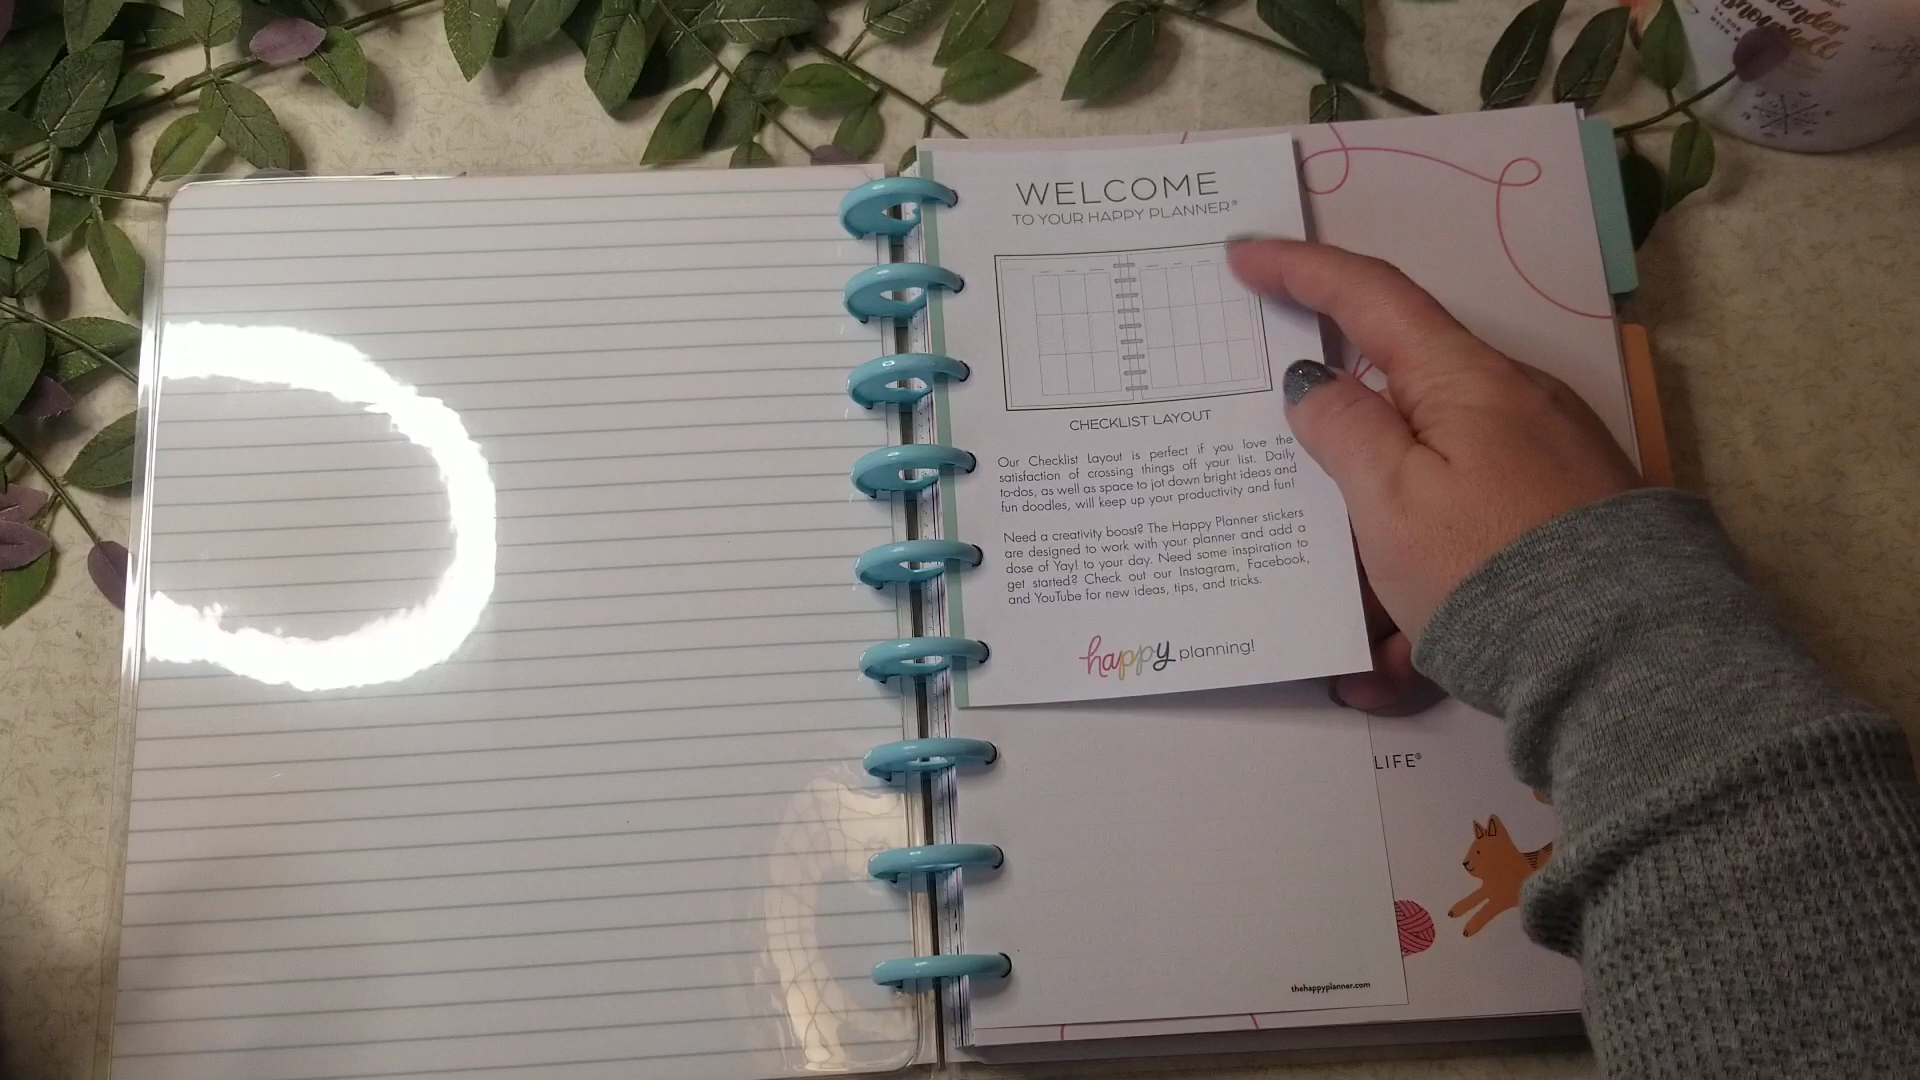 WELCOME
TO YOUR HAPPY PLANNER®
CHECKLIST LAYOUT
Our Checklist Layout is perfect if you love the
satisfaction of crossing things off your list. Daily
to-dos, as well as space to jot down bright ideas and
fun doodles, will keep up your productivity and fun!
Need a creativity boost? The Happy Planner stickers
are designed to work with your planner and add a
dose of Yay! to your day. Need some inspiration to
get started? Check out our Instagram, Facebook,
and YouTube for new ideas, tips, and tricks.
happy planning!
LIFE®
thehappyplanner.com